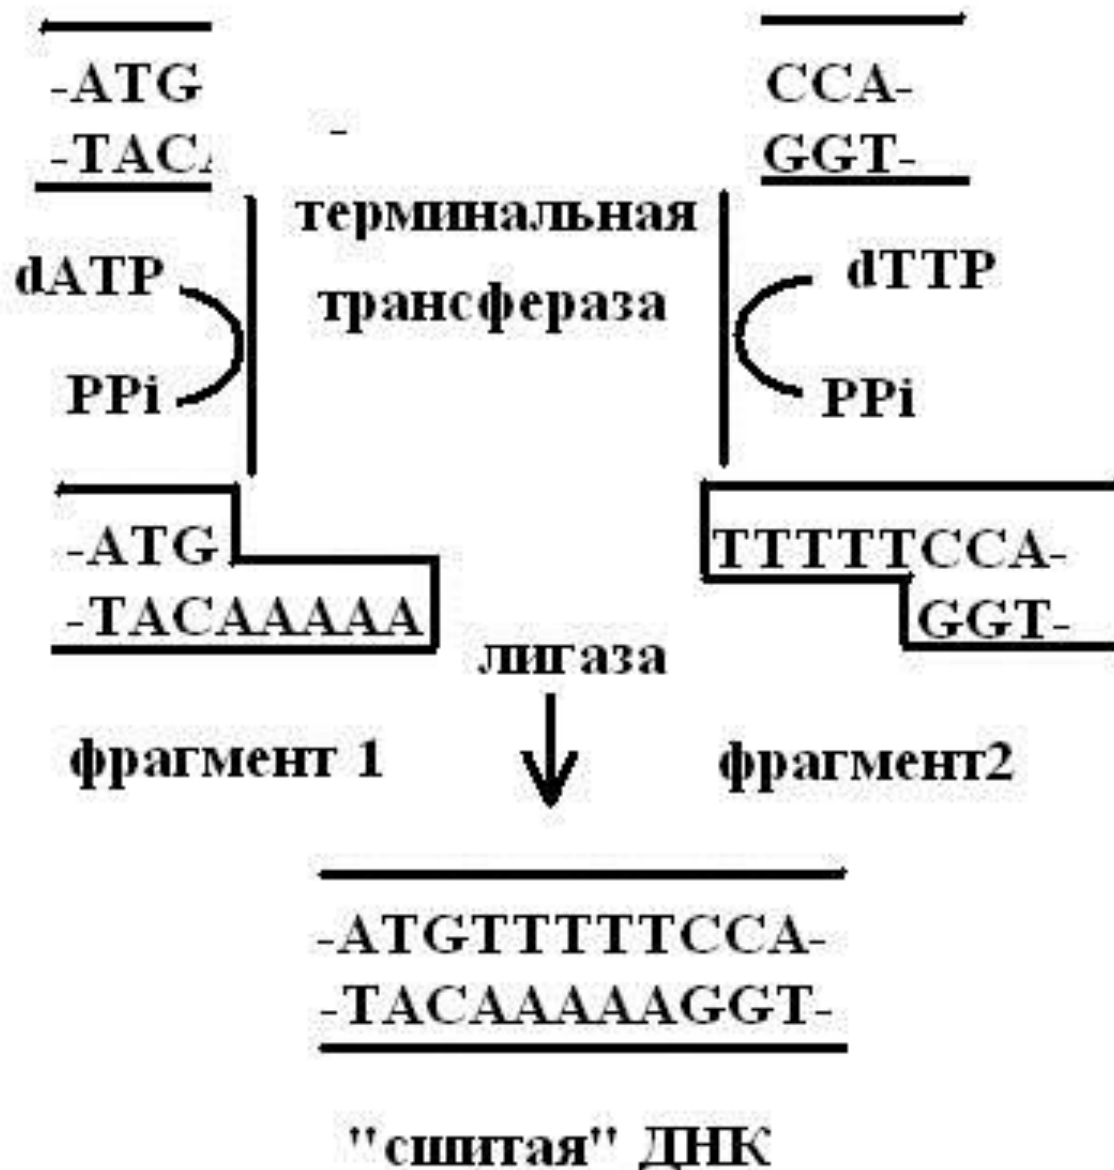 -ATG CCA-
-TACA GGT-
терминальная
трансфераза
dATP dTTP
PPi PPi
-ATG TTTTTCCA-
-TACAAAAA GGT-
лигаза
фрагмент 1 фрагмент2
-ATGTTTTTCCA-
-TACAAAAAGGT-
"сшитая" ДНК